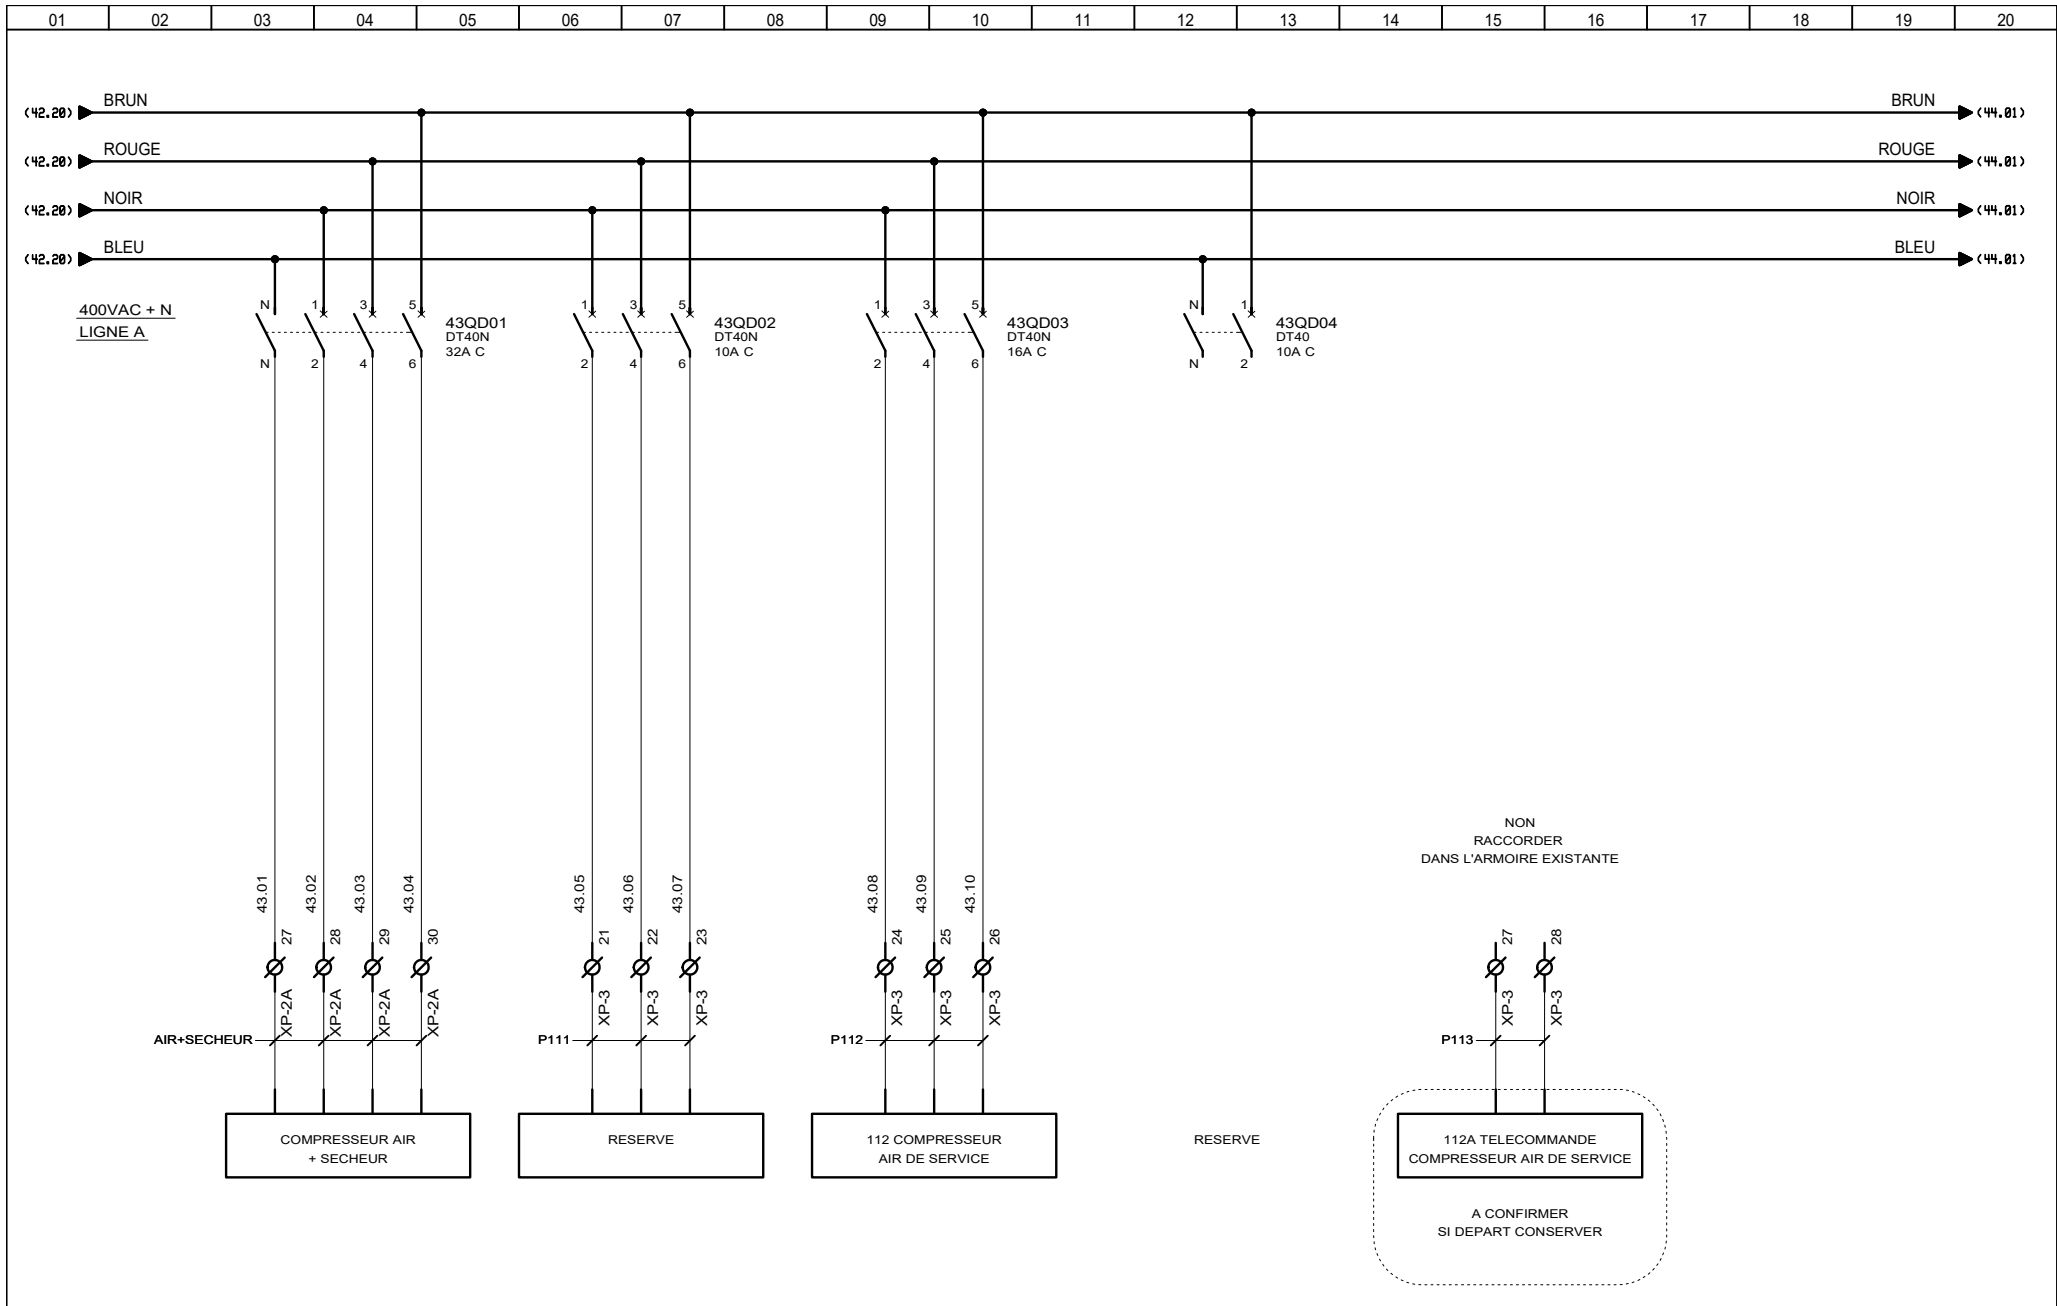 01 02 03 04 05 06 07 08 09 10 11 12 13 14 15 16 17 18 19 20
BRUN BRUN
(42.20) (44.01)
ROUGE ROUGE
(42.20) (44.01)
NOIR NOIR
(42.20) (44.01)
BLEU BLEU
(42.20) (44.01)
400VAC + N
LIGNE A
N 1 3 5
43QD01
DT40N
32A C
N 2 4 6
1 3 5
43QD02
DT40N
10A C
2 4 6
1 3 5
43QD03
DT40N
16A C
2 4 6
N 1
43QD04
DT40
10A C
N 2
NON
RACCORDER
DANS L'ARMOIRE EXISTANTE
43.01 43.02 43.03 43.04 43.05 43.06 43.07 43.08 43.09 43.10
27 28 29 30 21 22 23 24 25 26 27 28
XP-2A XP-2A XP-2A XP-2A XP-3 XP-3 XP-3 XP-3 XP-3 XP-3 XP-3 XP-3
AIR+SECHEUR P111 P112 P113
COMPRESSEUR AIR
+ SECHEUR
RESERVE
112 COMPRESSEUR
AIR DE SERVICE
RESERVE
112A TELECOMMANDE
COMPRESSEUR AIR DE SERVICE
A CONFIRMER
SI DEPART CONSERVER